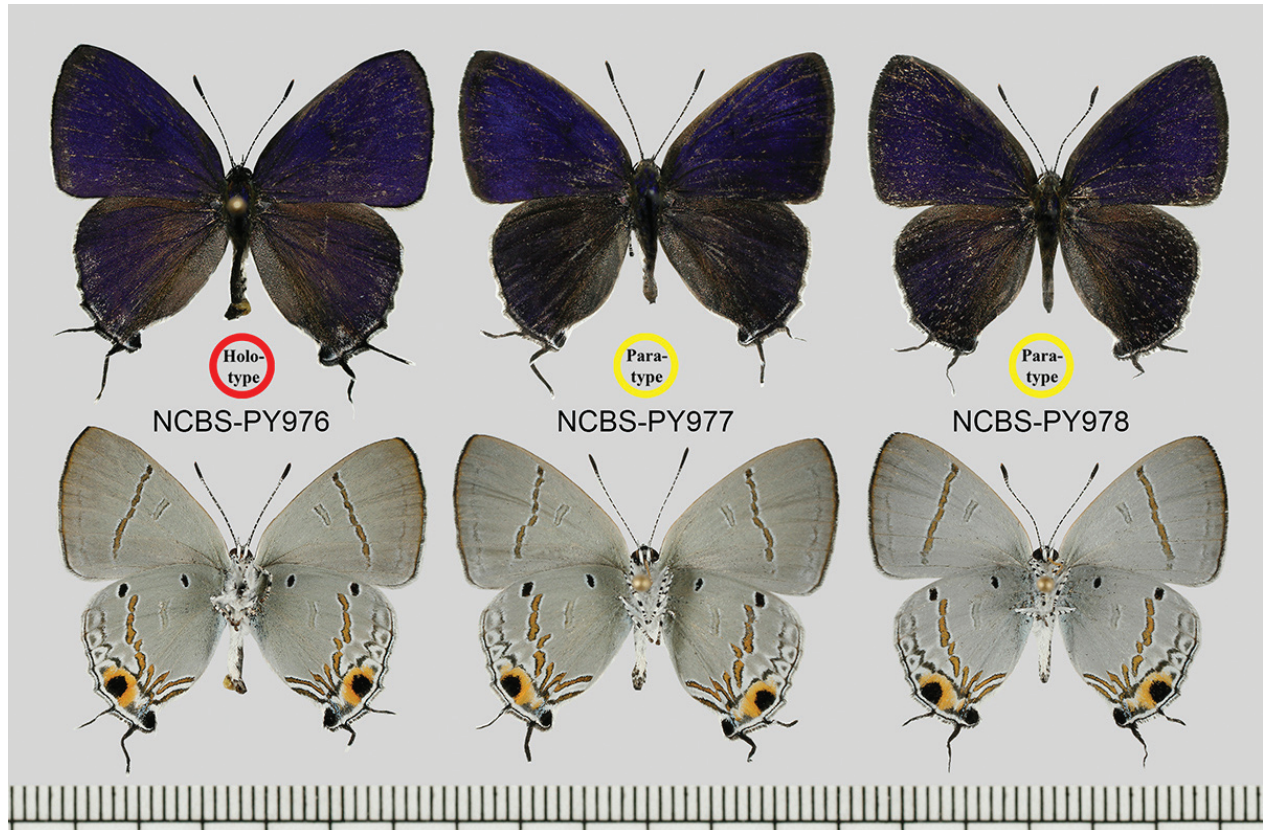 Holo-
type
Para-
type
Para-
type
NCBS-PY976
NCBS-PY977
NCBS-PY978